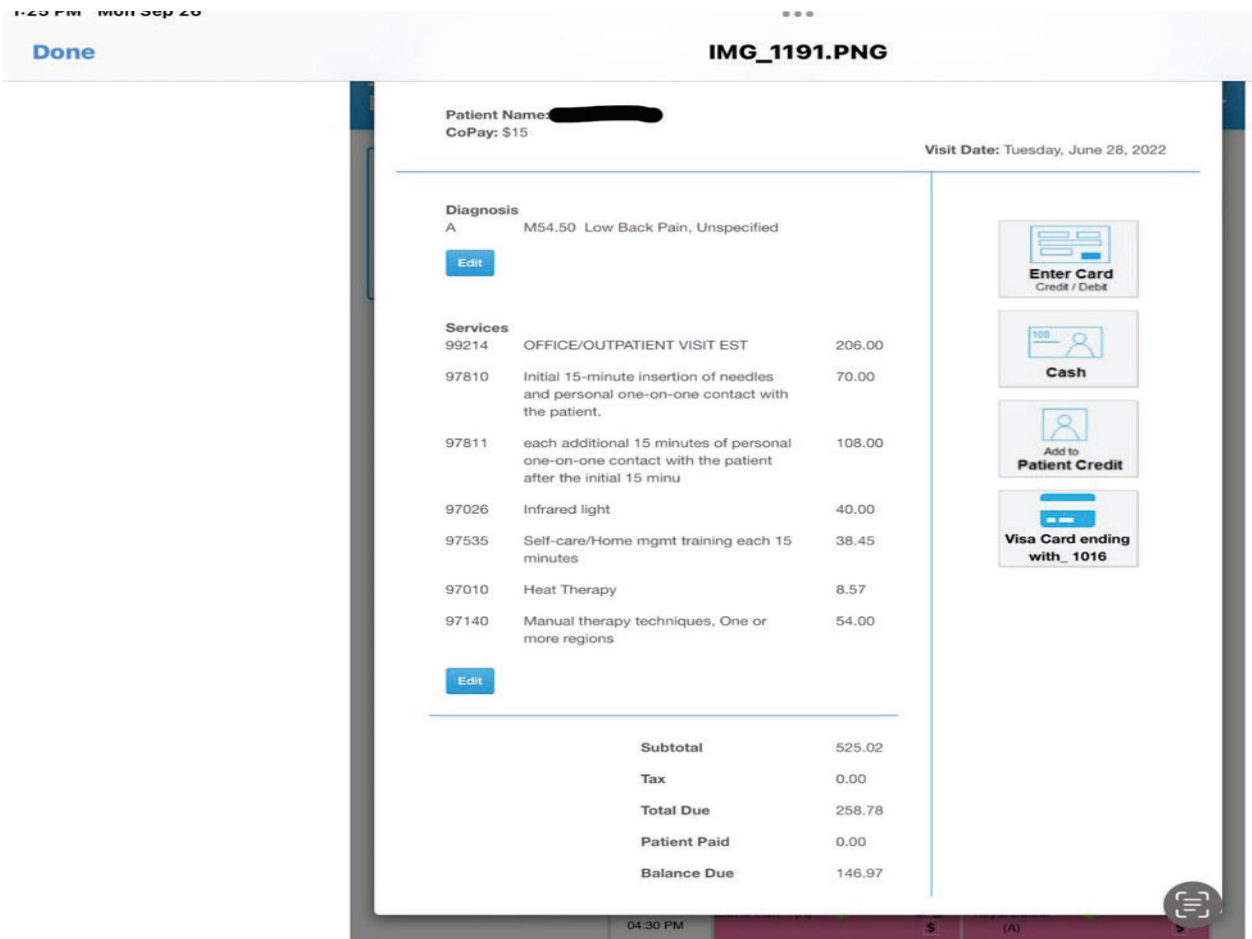 1:25 PM Mon Sep 26
Done
IMG_1191.PNG
Patient Name:
CoPay: $15
Visit Date: Tuesday, June 28, 2022
Diagnosis
A M54.50 Low Back Pain, Unspecified
Edit
Services
99214 OFFICE/OUTPATIENT VISIT EST 206.00
97810 Initial 15-minute insertion of needles 70.00
and personal one-on-one contact with
the patient.
97811 each additional 15 minutes of personal 108.00
one-on-one contact with the patient
after the initial 15 minu
97026 Infrared light 40.00
97535 Self-care/Home mgmt training each 15 38.45
minutes
97010 Heat Therapy 8.57
97140 Manual therapy techniques, One or 54.00
more regions
Edit
Subtotal 525.02
Tax 0.00
Total Due 258.78
Patient Paid 0.00
Balance Due 146.97
Enter Card
Credit / Debit
100
Cash
Add to
Patient Credit
Visa Card ending
with_ 1016
04:30 PM
$
(A)
$